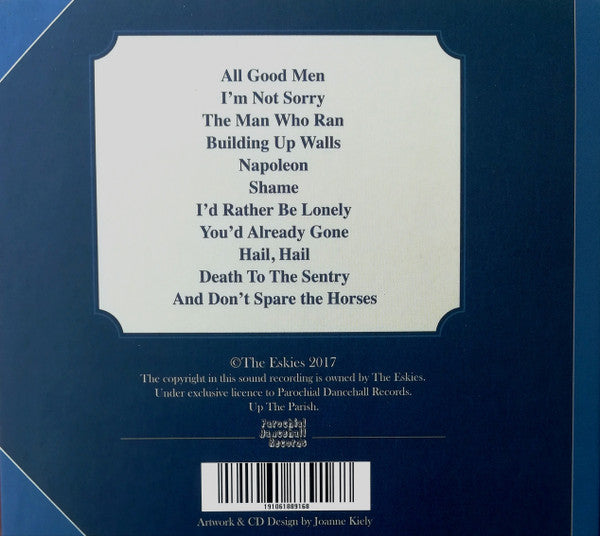 All Good Men
I'm Not Sorry
The Man Who Ran
Building Up Walls
Napoleon
Shame
I'd Rather Be Lonely
You'd Already Gone
Hail, Hail
Death To The Sentry
And Don't Spare the Horses
©The Eskies 2017
The copyright in this sound recording is owned by The Eskies.
Under exclusive licence to Parochial Dancehall Records.
Up The Parish.
Parochial
Dancehall
Records
191061889168
Artwork & CD Design by Joanne Kiely